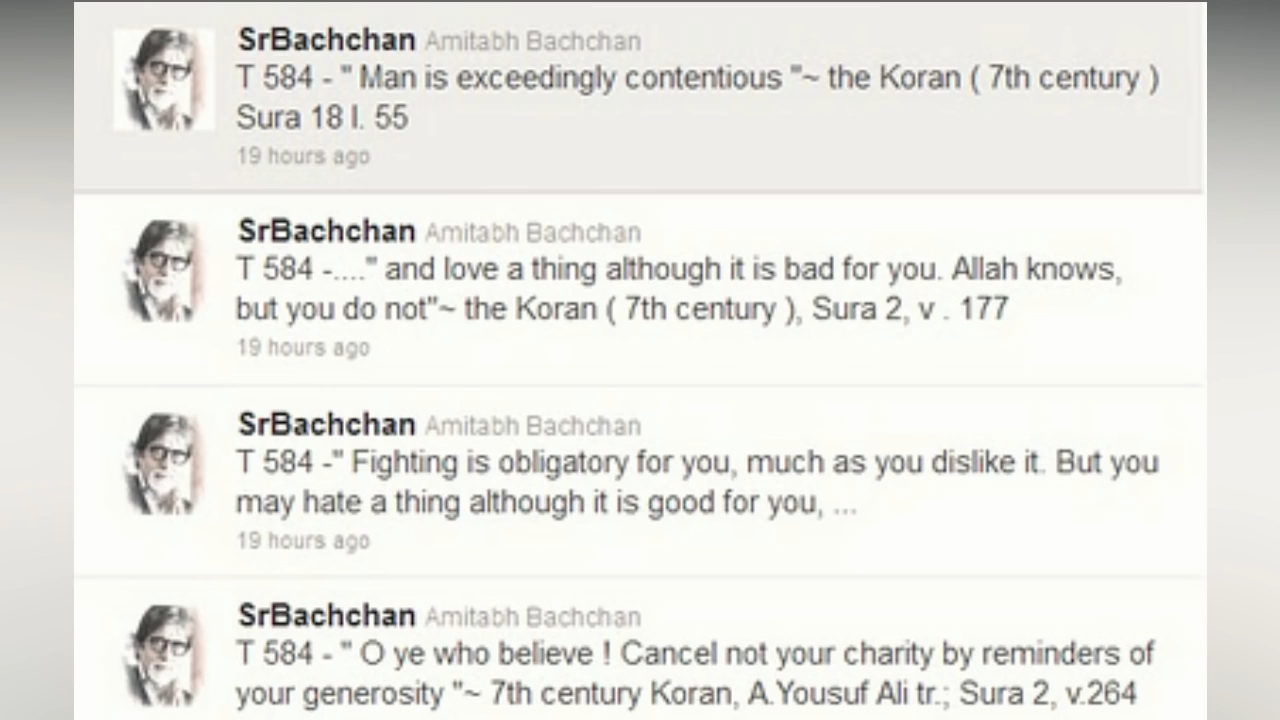 SrBachchan Amitabh Bachchan
T 584 - " Man is exceedingly contentious "~ the Koran ( 7th century )
Sura 18 l. 55
19 hours ago
SrBachchan Amitabh Bachchan
T 584 -...." and love a thing although it is bad for you. Allah knows,
but you do not"~ the Koran ( 7th century ), Sura 2, v . 177
19 hours ago
SrBachchan Amitabh Bachchan
T 584 -" Fighting is obligatory for you, much as you dislike it. But you
may hate a thing although it is good for you, ...
19 hours ago
SrBachchan Amitabh Bachchan
T 584 - " O ye who believe ! Cancel not your charity by reminders of
your generosity "~ 7th century Koran, A.Yousuf Ali tr.; Sura 2, v.264